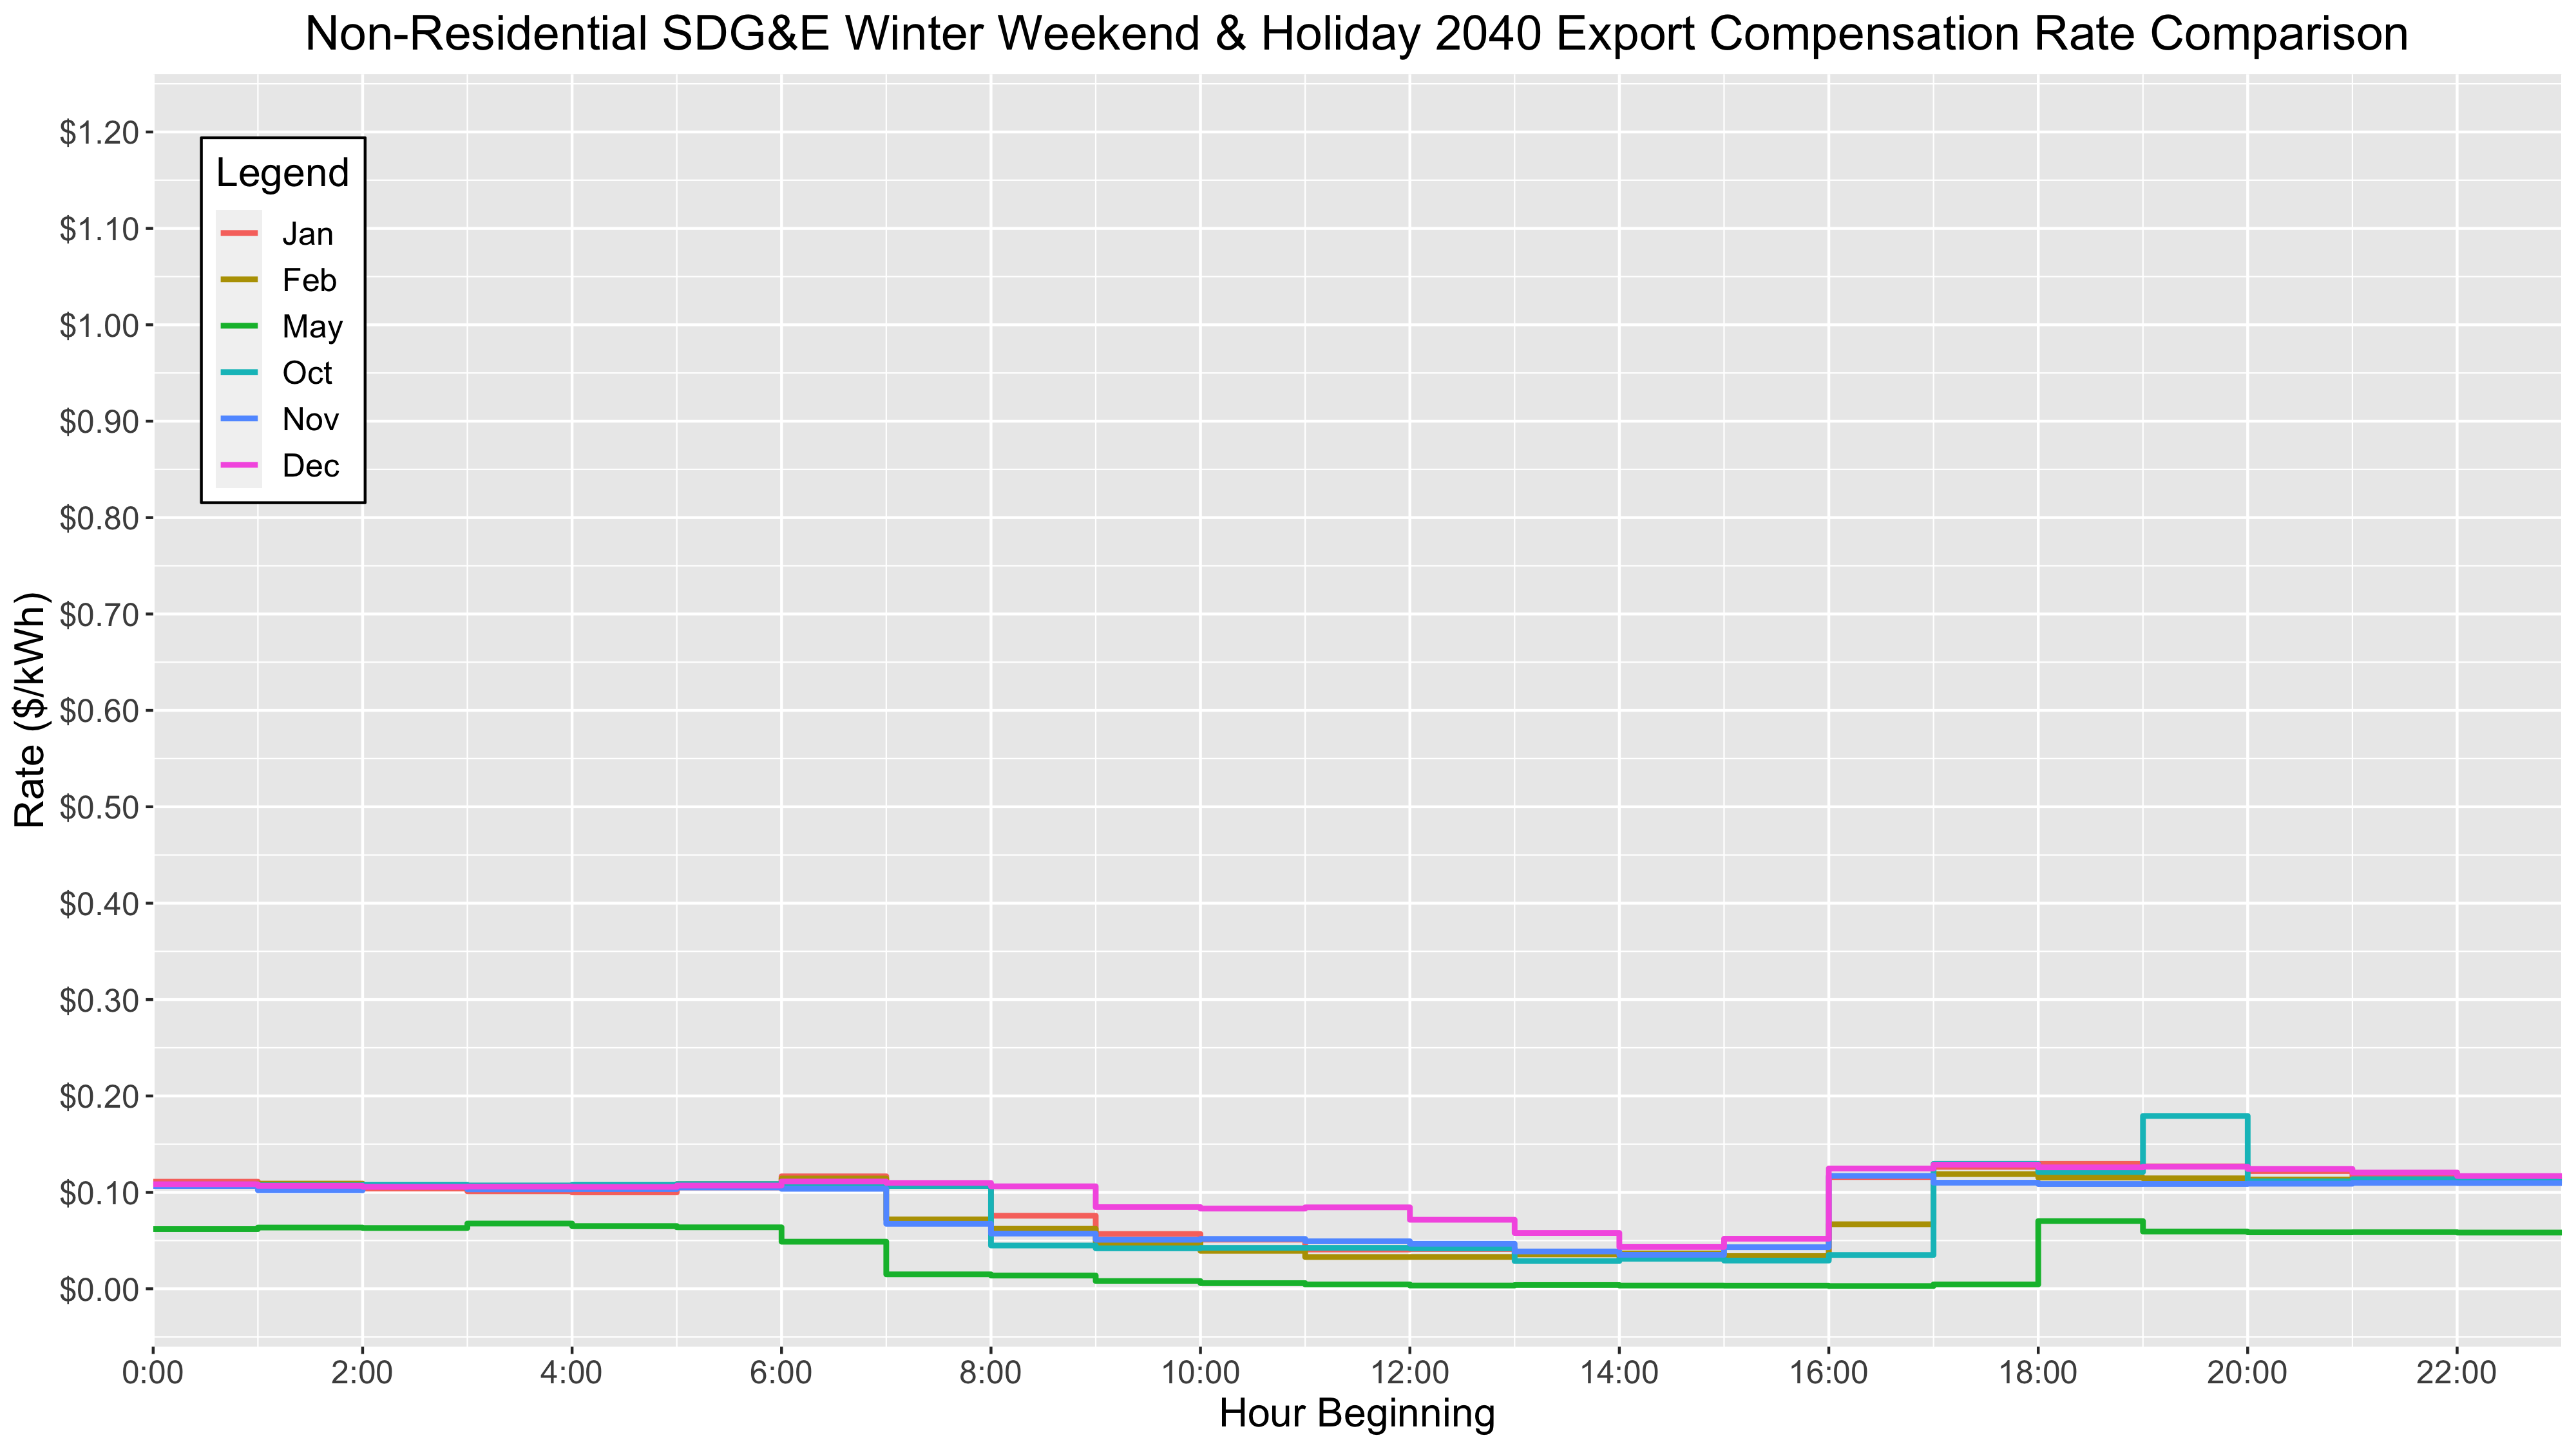 Non-Residential SDG&E Winter Weekend & Holiday 2040 Export Compensation Rate Comparison
$1.20
$1.10
$1.00
$0.90
$0.80
$0.70
$0.60
$0.50
$0.40
$0.30
$0.20
$0.10
$0.00
Rate ($/kWh)
Legend
Jan
Feb
May
Oct
Nov
Dec
0:00 2:00 4:00 6:00 8:00 10:00 12:00 14:00 16:00 18:00 20:00 22:00
Hour Beginning